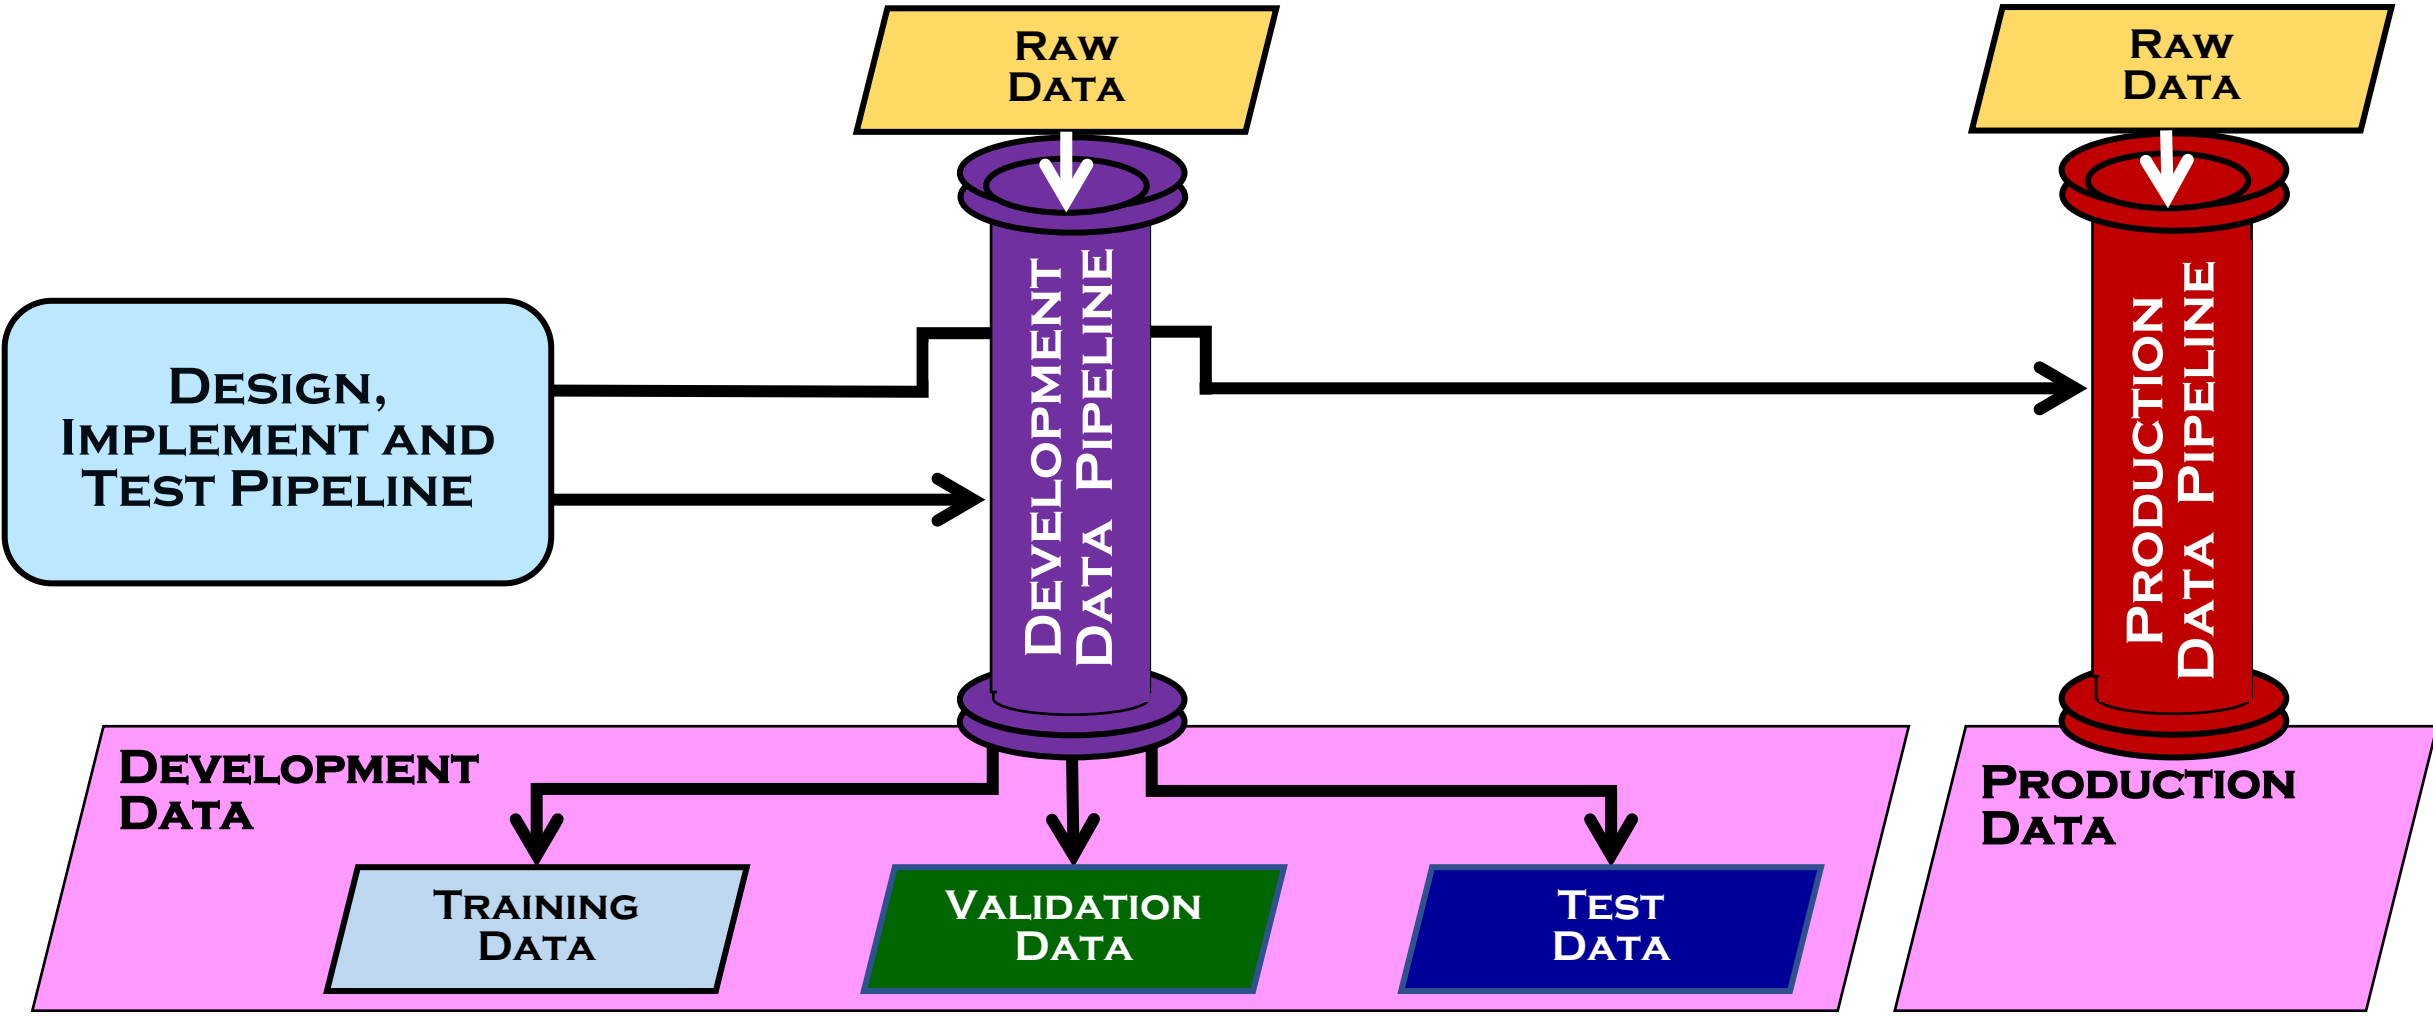 Raw
Data
Raw
Data
Design,
Implement and
Test Pipeline
Development
Data Pipeline
Production
Data Pipeline
Development
Data
Production
Data
Training
Data
Validation
Data
Test
Data